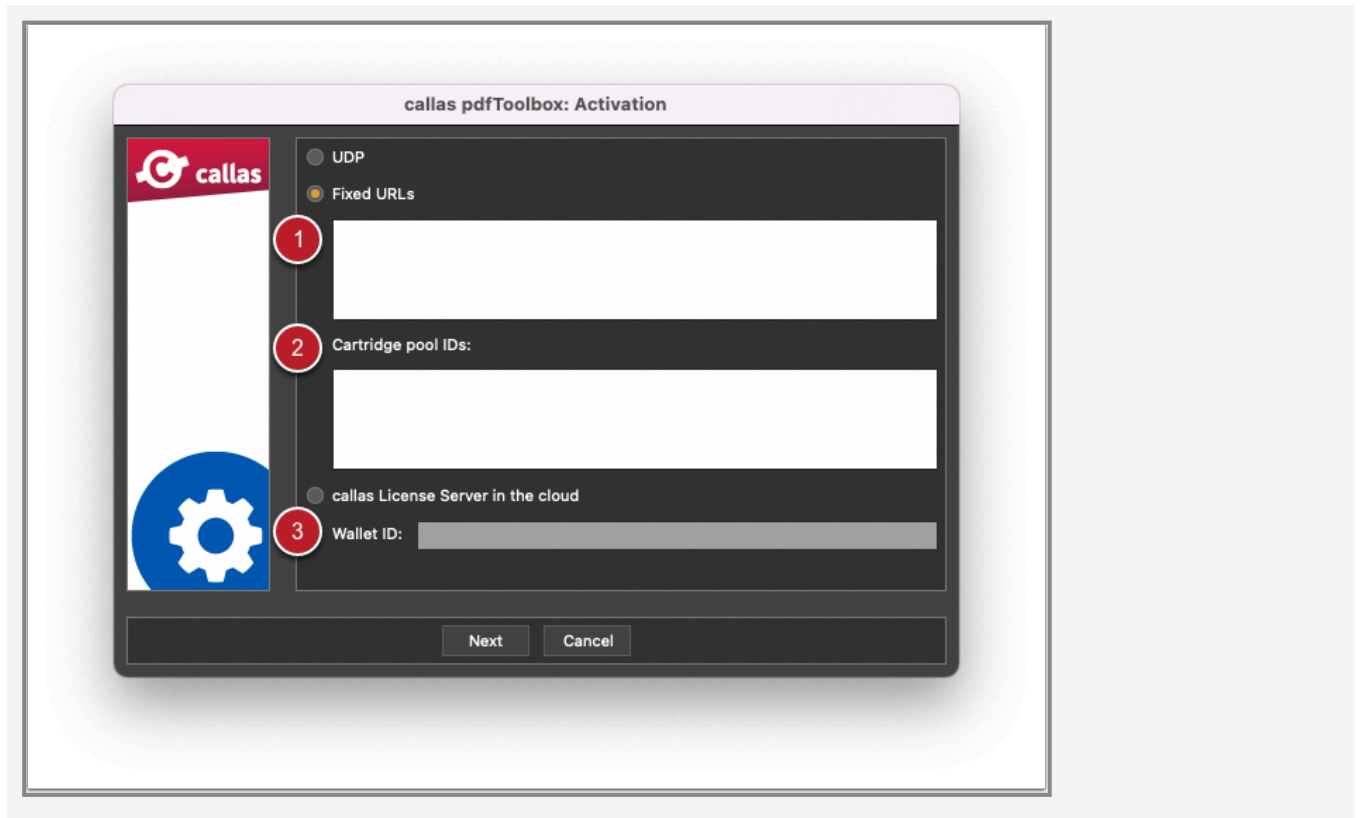 callas pdfToolbox: Activation
callas
UDP
Fixed URLs
1
2
Cartridge pool IDs:
callas License Server in the cloud
3
Wallet ID:
Next
Cancel